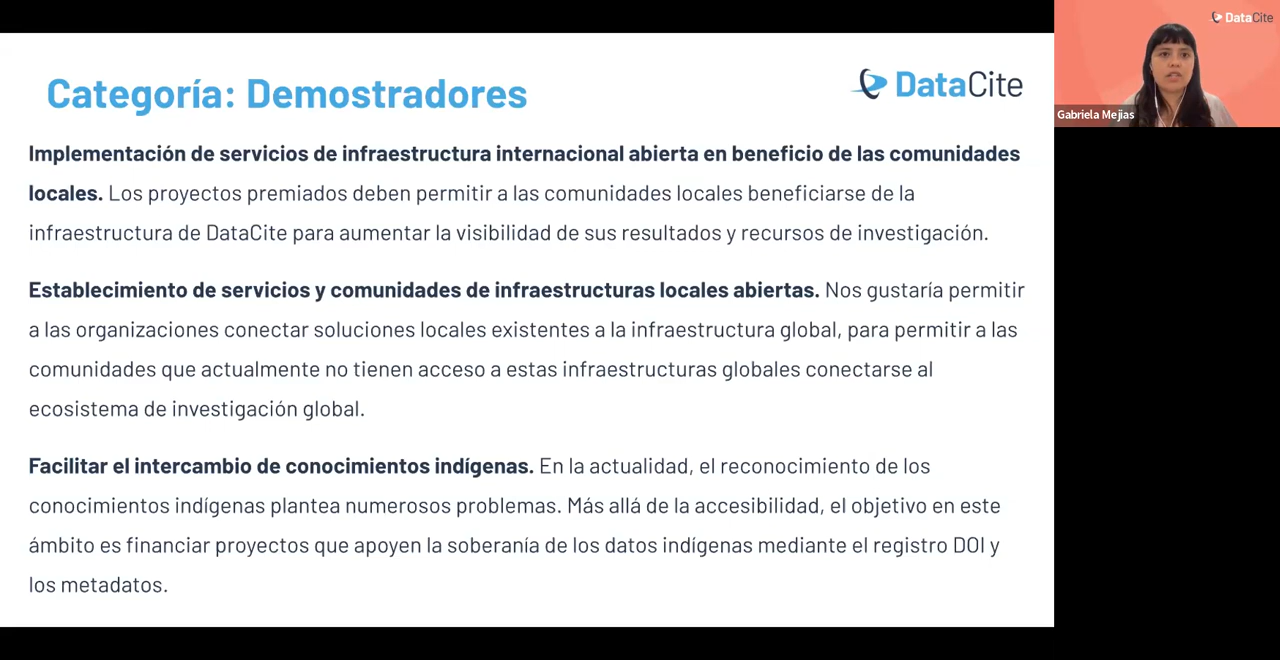 Categoría: Demostradores
DataCite
Implementación de servicios de infraestructura internacional abierta en beneficio de las comunidades
locales. Los proyectos premiados deben permitir a las comunidades locales beneficiarse de la
infraestructura de DataCite para aumentar la visibilidad de sus resultados y recursos de investigación.
Establecimiento de servicios y comunidades de infraestructuras locales abiertas. Nos gustaría permitir
a las organizaciones conectar soluciones locales existentes a la infraestructura global, para permitir a las
comunidades que actualmente no tienen acceso a estas infraestructuras globales conectarse al
ecosistema de investigación global.
Facilitar el intercambio de conocimientos indígenas. En la actualidad, el reconocimiento de los
conocimientos indígenas plantea numerosos problemas. Más allá de la accesibilidad, el objetivo en este
ámbito es financiar proyectos que apoyen la soberanía de los datos indígenas mediante el registro DOI y
los metadatos.
DataCite
Gabriela Mejias